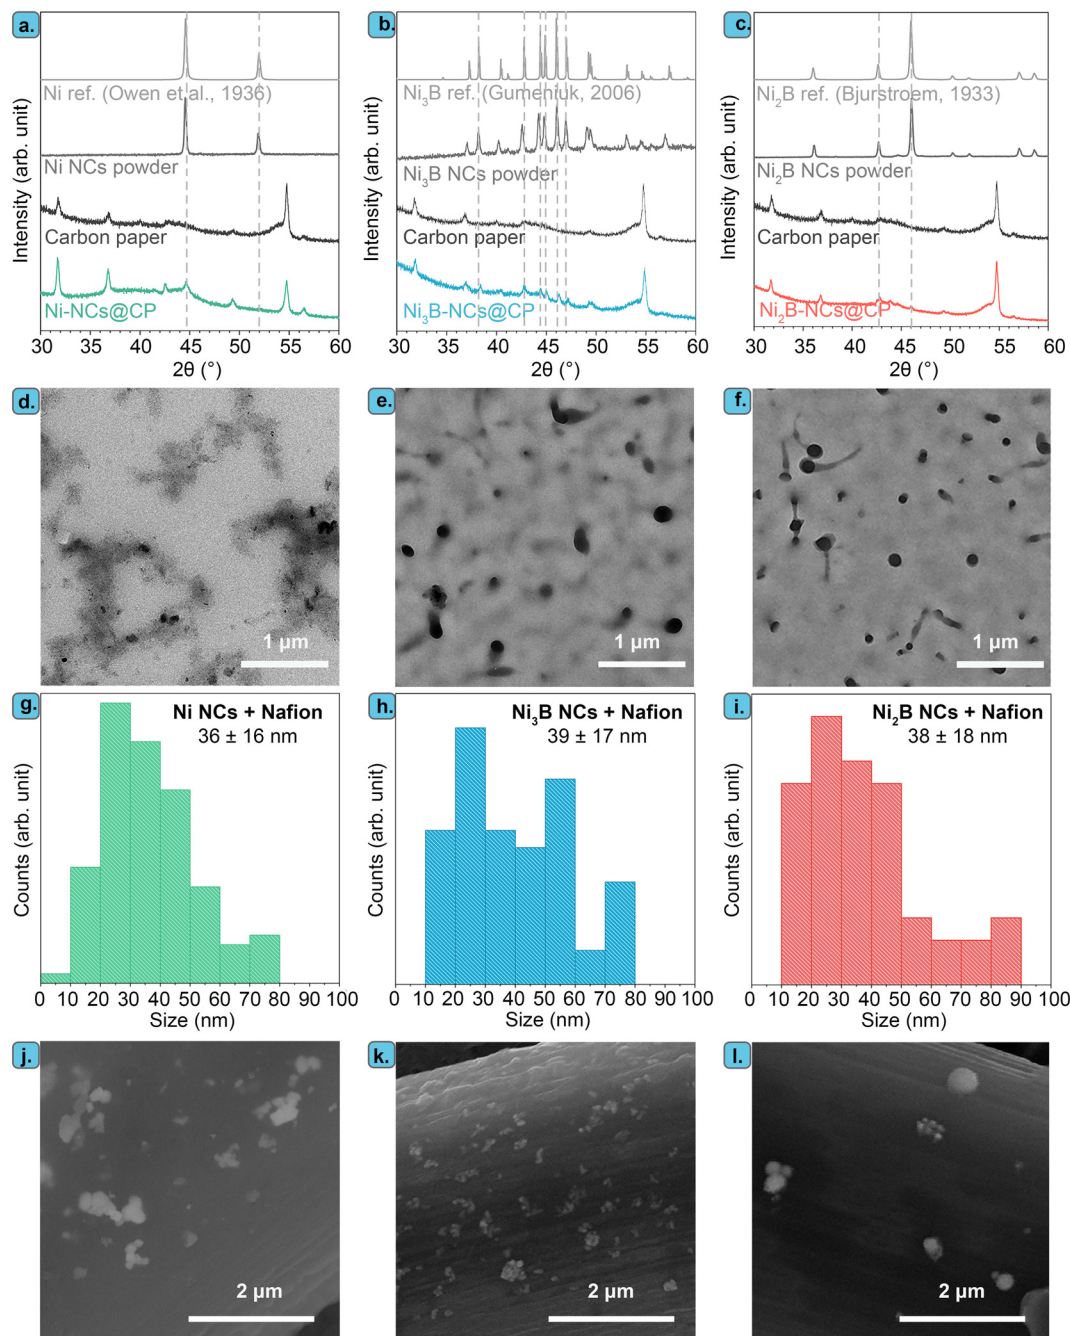 a.
Intensity (arb. unit)
Ni ref. (Owen et al., 1936)
Ni NCs powder
Carbon paper
Ni-NCs@CP
30 35 40 45 50 55 60
2θ (°)
b.
Intensity (arb. unit)
Ni₃B ref. (Gumeniuk, 2006)
Ni₃B NCs powder
Carbon paper
Ni₃B-NCs@CP
30 35 40 45 50 55 60
2θ (°)
c.
Intensity (arb. unit)
Ni₂B ref. (Bjurstroem, 1933)
Ni₂B NCs powder
Carbon paper
Ni₂B-NCs@CP
30 35 40 45 50 55 60
2θ (°)
d.
1 µm
e.
1 µm
f.
1 µm
g.
Ni NCs + Nafion
36 ± 16 nm
Counts (arb. unit)
0 10 20 30 40 50 60 70 80 90 100
Size (nm)
h.
Ni₃B NCs + Nafion
39 ± 17 nm
Counts (arb. unit)
0 10 20 30 40 50 60 70 80 90 100
Size (nm)
i.
Ni₂B NCs + Nafion
38 ± 18 nm
Counts (arb. unit)
0 10 20 30 40 50 60 70 80 90 100
Size (nm)
j.
2 µm
k.
2 µm
l.
2 µm